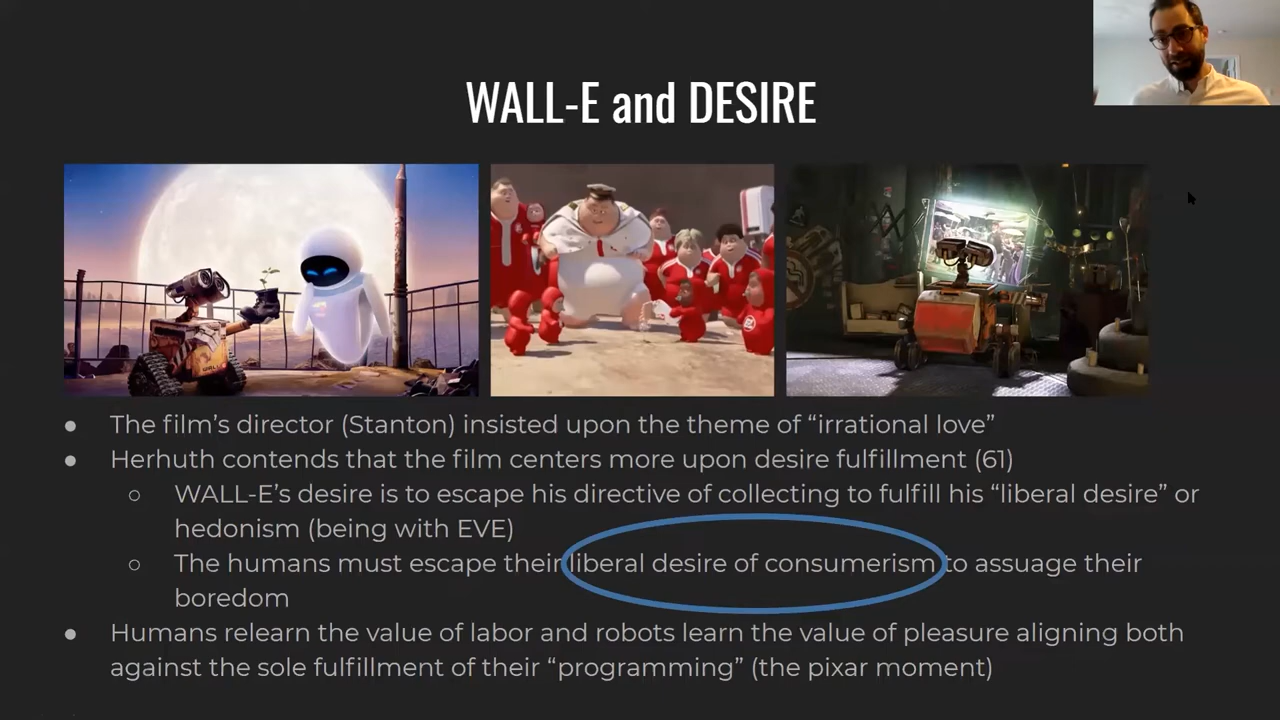 WALL-E and DESIRE
● The film’s director (Stanton) insisted upon the theme of “irrational love”
● Herhuth contends that the film centers more upon desire fulfillment (61)
○ WALL-E’s desire is to escape his directive of collecting to fulfill his “liberal desire” or
hedonism (being with EVE)
○ The humans must escape their liberal desire of consumerism to assuage their
boredom
● Humans relearn the value of labor and robots learn the value of pleasure aligning both
against the sole fulfillment of their “programming” (the pixar moment)